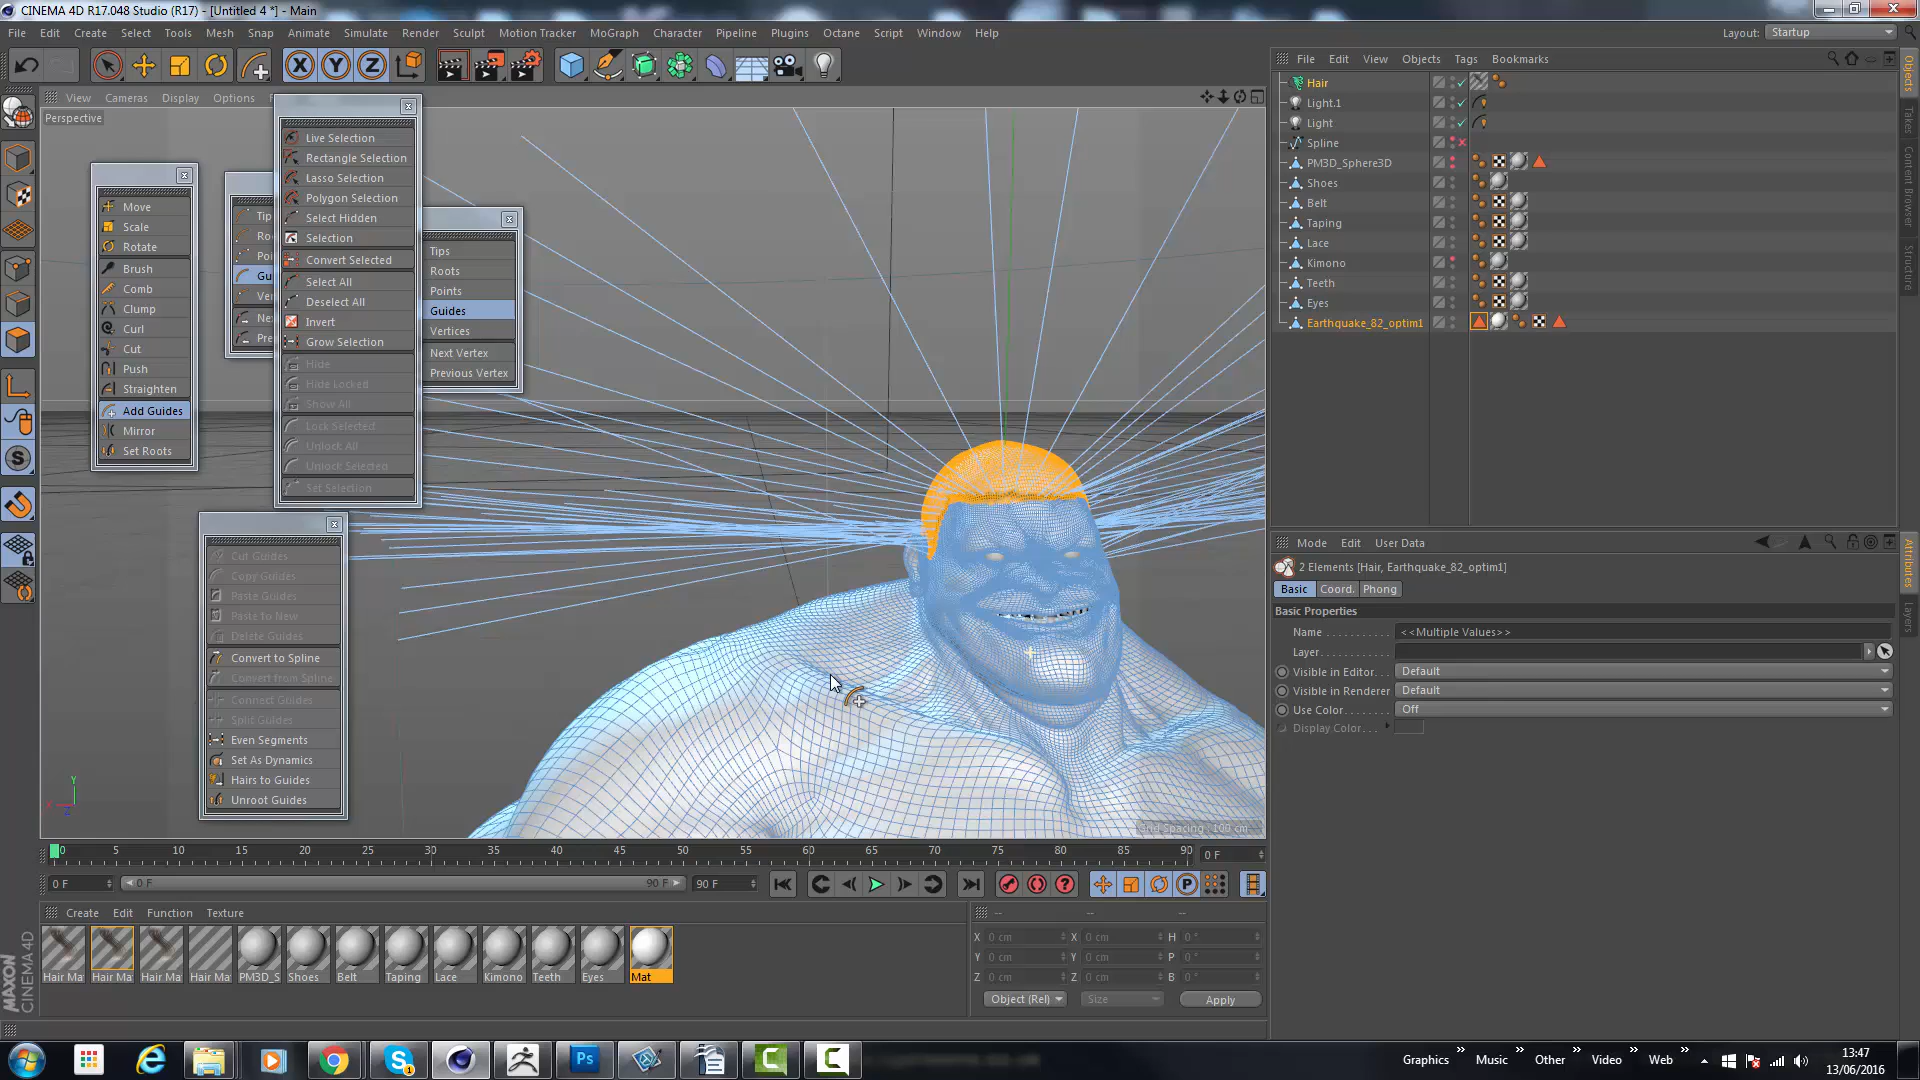 CINEMA 4D R17.048 Studio (R17) - [Untitled 4 *] - Main
File Edit Create Select Tools Mesh Snap Animate Simulate Render Sculpt Motion Tracker MoGraph Character Pipeline Plugins Octane Script Window Help
Layout: Startup
View Cameras Display Options
Perspective
Move
Scale
Rotate
Brush
Comb
Clump
Curl
Cut
Push
Straighten
Add Guides
Mirror
Set Roots
Live Selection
Rectangle Selection
Lasso Selection
Polygon Selection
Select Hidden
Selection
Convert Selected
Select All
Deselect All
Invert
Grow Selection
Hide
Hide Locked
Show All
Lock Selected
Unlock All
Unlock Selected
Set Selection
Tips
Roots
Points
Guides
Vertices
Next Vertex
Previous Vertex
Cut Guides
Copy Guides
Paste Guides
Paste to New
Delete Guides
Convert to Spline
Convert from Spline
Connect Guides
Split Guides
Even Segments
Set As Dynamics
Hairs to Guides
Unroot Guides
Grid Spacing : 100 cm
File Edit View Objects Tags Bookmarks
Hair
Light.1
Light
Spline
PM3D_Sphere3D
Shoes
Belt
Taping
Lace
Kimono
Teeth
Eyes
Earthquake_82_optim1
Objects
Takes
Content Browser
Structure
Mode Edit User Data
2 Elements [Hair, Earthquake_82_optim1]
Basic Coord. Phong
Basic Properties
Name <<Multiple Values>>
Layer
Visible in Editor Default
Visible in Renderer Default
Use Color Off
Display Color
Attributes
Layers
0 5 10 15 20 25 30 35 40 45 50 55 60 65 70 75 80 85 90 0 F
0 F 0 F 90 F 90 F
Create Edit Function Texture
Hair Ma Hair Ma Hair Ma Hair Ma PM3D_S Shoes Belt Taping Lace Kimono Teeth Eyes Mat
-- -- --
X 0 cm X 0 cm H 0 °
Y 0 cm Y 0 cm P 0 °
Z 0 cm Z 0 cm B 0 °
Object (Rel) Size Apply
MAXON CINEMA 4D
Graphics Music Other Video Web
13:47
13/06/2016